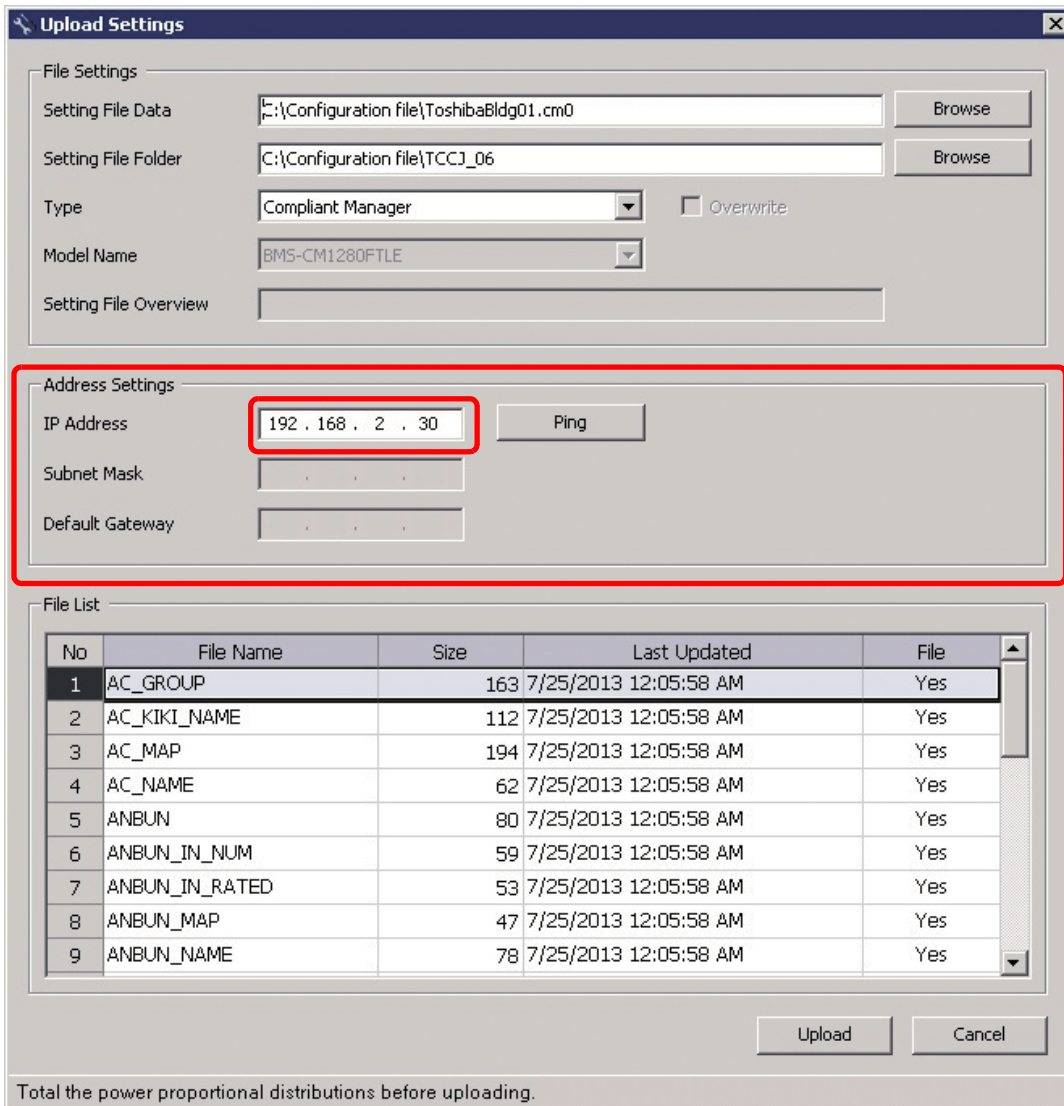 Upload Settings
File Settings
Setting File Data C:\Configuration file\ToshibaBldg01.cm0 Browse
Setting File Folder C:\Configuration file\TCCJ_06 Browse
Type Compliant Manager Overwrite
Model Name BMS-CM1280FTLE
Setting File Overview
Address Settings
IP Address 192 . 168 . 2 . 30 Ping
Subnet Mask . . .
Default Gateway . . .
File List
No File Name Size Last Updated File
1 AC_GROUP 163 7/25/2013 12:05:58 AM Yes
2 AC_KIKI_NAME 112 7/25/2013 12:05:58 AM Yes
3 AC_MAP 194 7/25/2013 12:05:58 AM Yes
4 AC_NAME 62 7/25/2013 12:05:58 AM Yes
5 ANBUN 80 7/25/2013 12:05:58 AM Yes
6 ANBUN_IN_NUM 59 7/25/2013 12:05:58 AM Yes
7 ANBUN_IN_RATED 53 7/25/2013 12:05:58 AM Yes
8 ANBUN_MAP 47 7/25/2013 12:05:58 AM Yes
9 ANBUN_NAME 78 7/25/2013 12:05:58 AM Yes
Upload Cancel
Total the power proportional distributions before uploading.